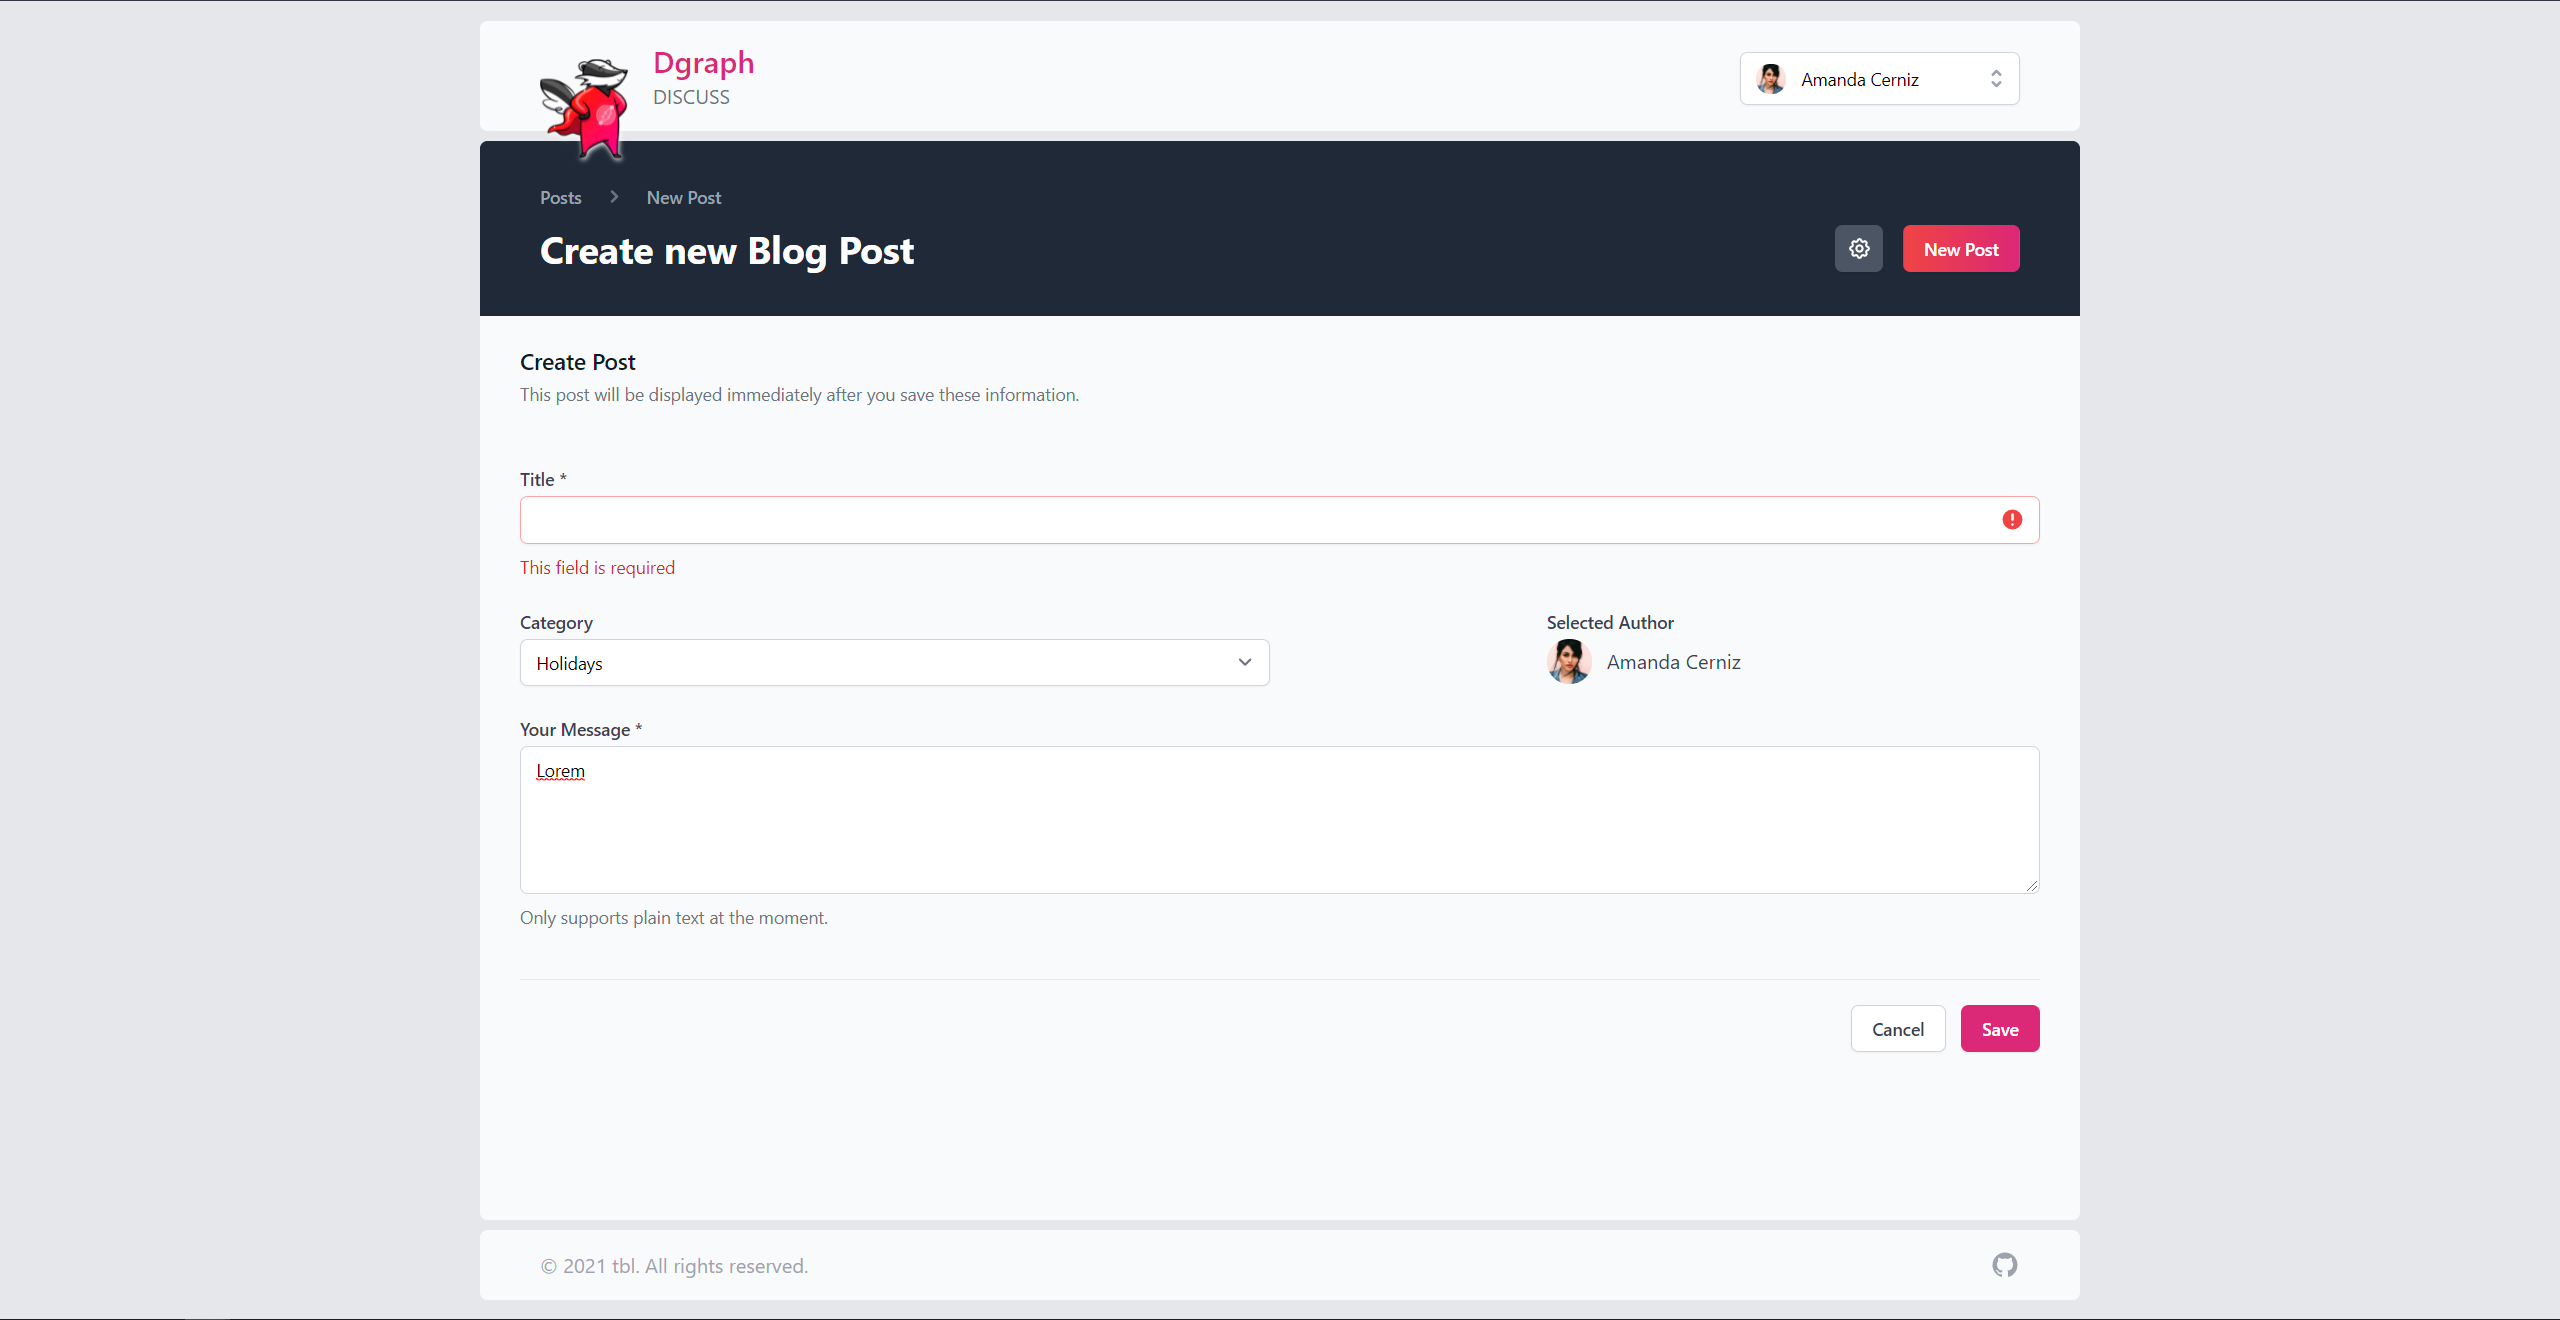 Dgraph
DISCUSS
Amanda Cerniz
Posts
New Post
Create new Blog Post
New Post
Create Post
This post will be displayed immediately after you save these information.
Title *
This field is required
Category
Selected Author
Holidays
Amanda Cerniz
Your Message *
Lorem
Only supports plain text at the moment.
Cancel
Save
© 2021 tbl. All rights reserved.